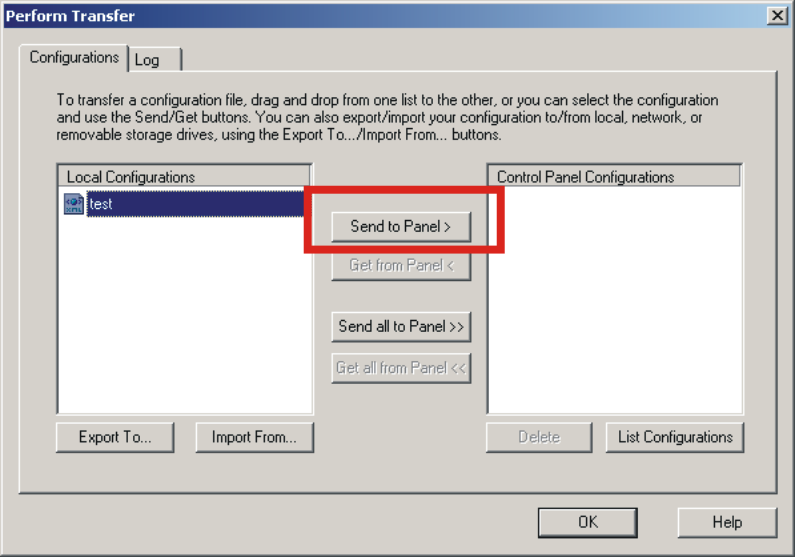 Perform Transfer
Configurations
Log
To transfer a configuration file, drag and drop from one list to the other, or you can select the configuration
and use the Send/Get buttons. You can also export/import your configuration to/from local, network, or
removable storage drives, using the Export To.../Import From... buttons.
Local Configurations
Control Panel Configurations
test
Send to Panel >
Get from Panel <
Send all to Panel >>
Get all from Panel <<
Export To...
Import From...
Delete
List Configurations
OK
Help